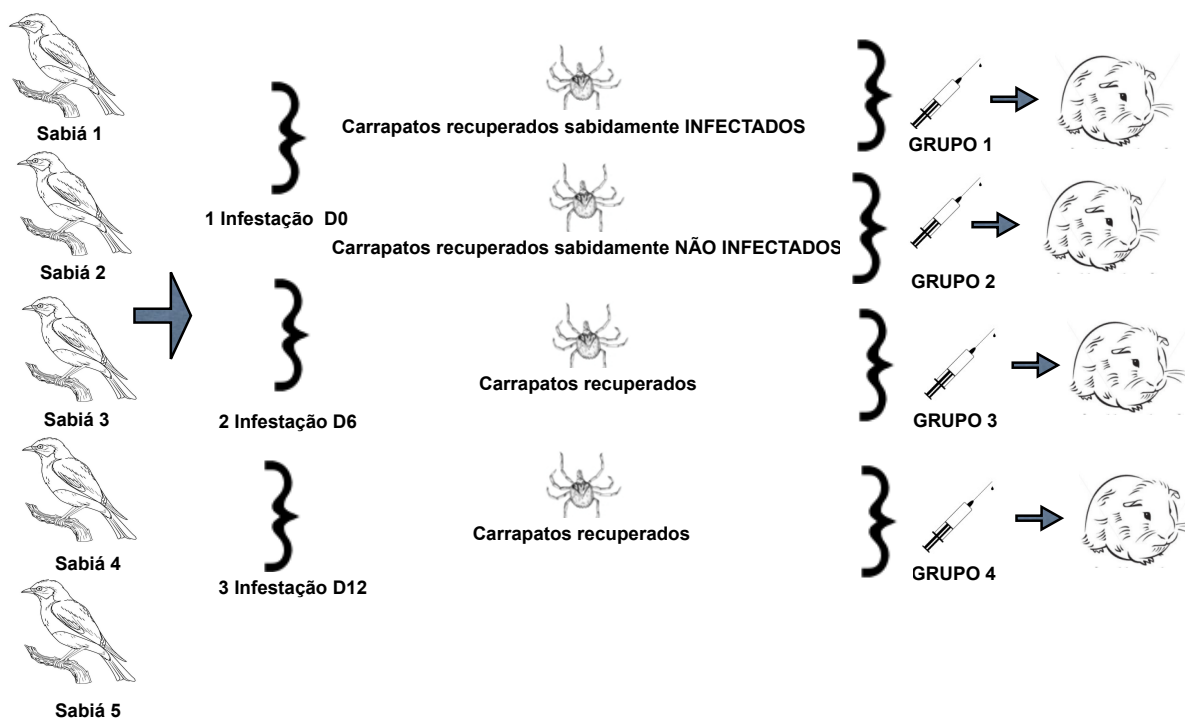 Sabiá 1
Sabiá 2
Sabiá 3
Sabiá 4
Sabiá 5
1 Infestação D0
2 Infestação D6
3 Infestação D12
Carrapatos recuperados sabidamente INFECTADOS
Carrapatos recuperados sabidamente NÃO INFECTADOS
Carrapatos recuperados
Carrapatos recuperados
GRUPO 1
GRUPO 2
GRUPO 3
GRUPO 4